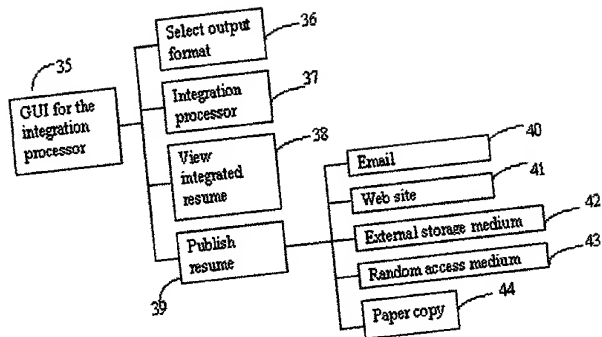 35
GUI for the
integration
processor
Select output
format
36
Integration
processor
37
View
integrated
resume
38
Publish
resume
39
Email
40
Web site
41
External storage medium
42
Random access medium
43
Paper copy
44